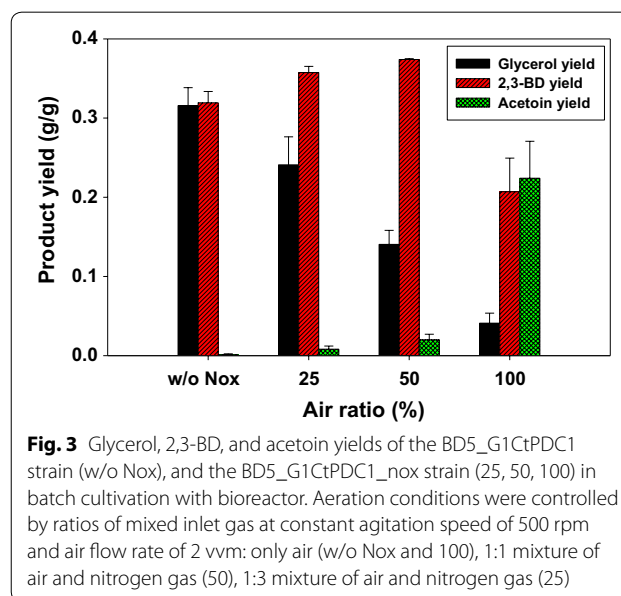 Product yield (g/g)
0.4
0.3
0.2
0.1
0.0
Glycerol yield
2,3-BD yield
Acetoin yield
w/o Nox 25 50 100
Air ratio (%)
Fig. 3 Glycerol, 2,3-BD, and acetoin yields of the BD5_G1CtPDC1
strain (w/o Nox), and the BD5_G1CtPDC1_nox strain (25, 50, 100) in
batch cultivation with bioreactor. Aeration conditions were controlled
by ratios of mixed inlet gas at constant agitation speed of 500 rpm
and air flow rate of 2 vvm: only air (w/o Nox and 100), 1:1 mixture of
air and nitrogen gas (50), 1:3 mixture of air and nitrogen gas (25)